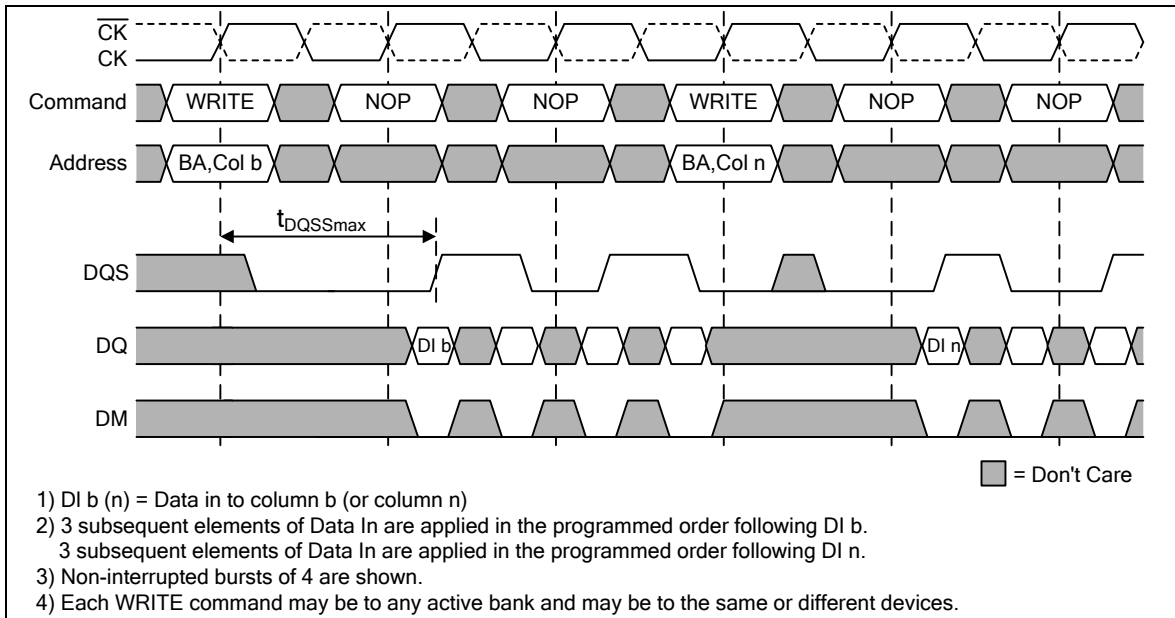 CK
CK
Command WRITE NOP NOP WRITE NOP NOP
Address BA,Col b BA,Col n
tDQSSmax
DQS
DQ DI b DI n
DM
= Don't Care
1) DI b (n) = Data in to column b (or column n)
2) 3 subsequent elements of Data In are applied in the programmed order following DI b.
3 subsequent elements of Data In are applied in the programmed order following DI n.
3) Non-interrupted bursts of 4 are shown.
4) Each WRITE command may be to any active bank and may be to the same or different devices.